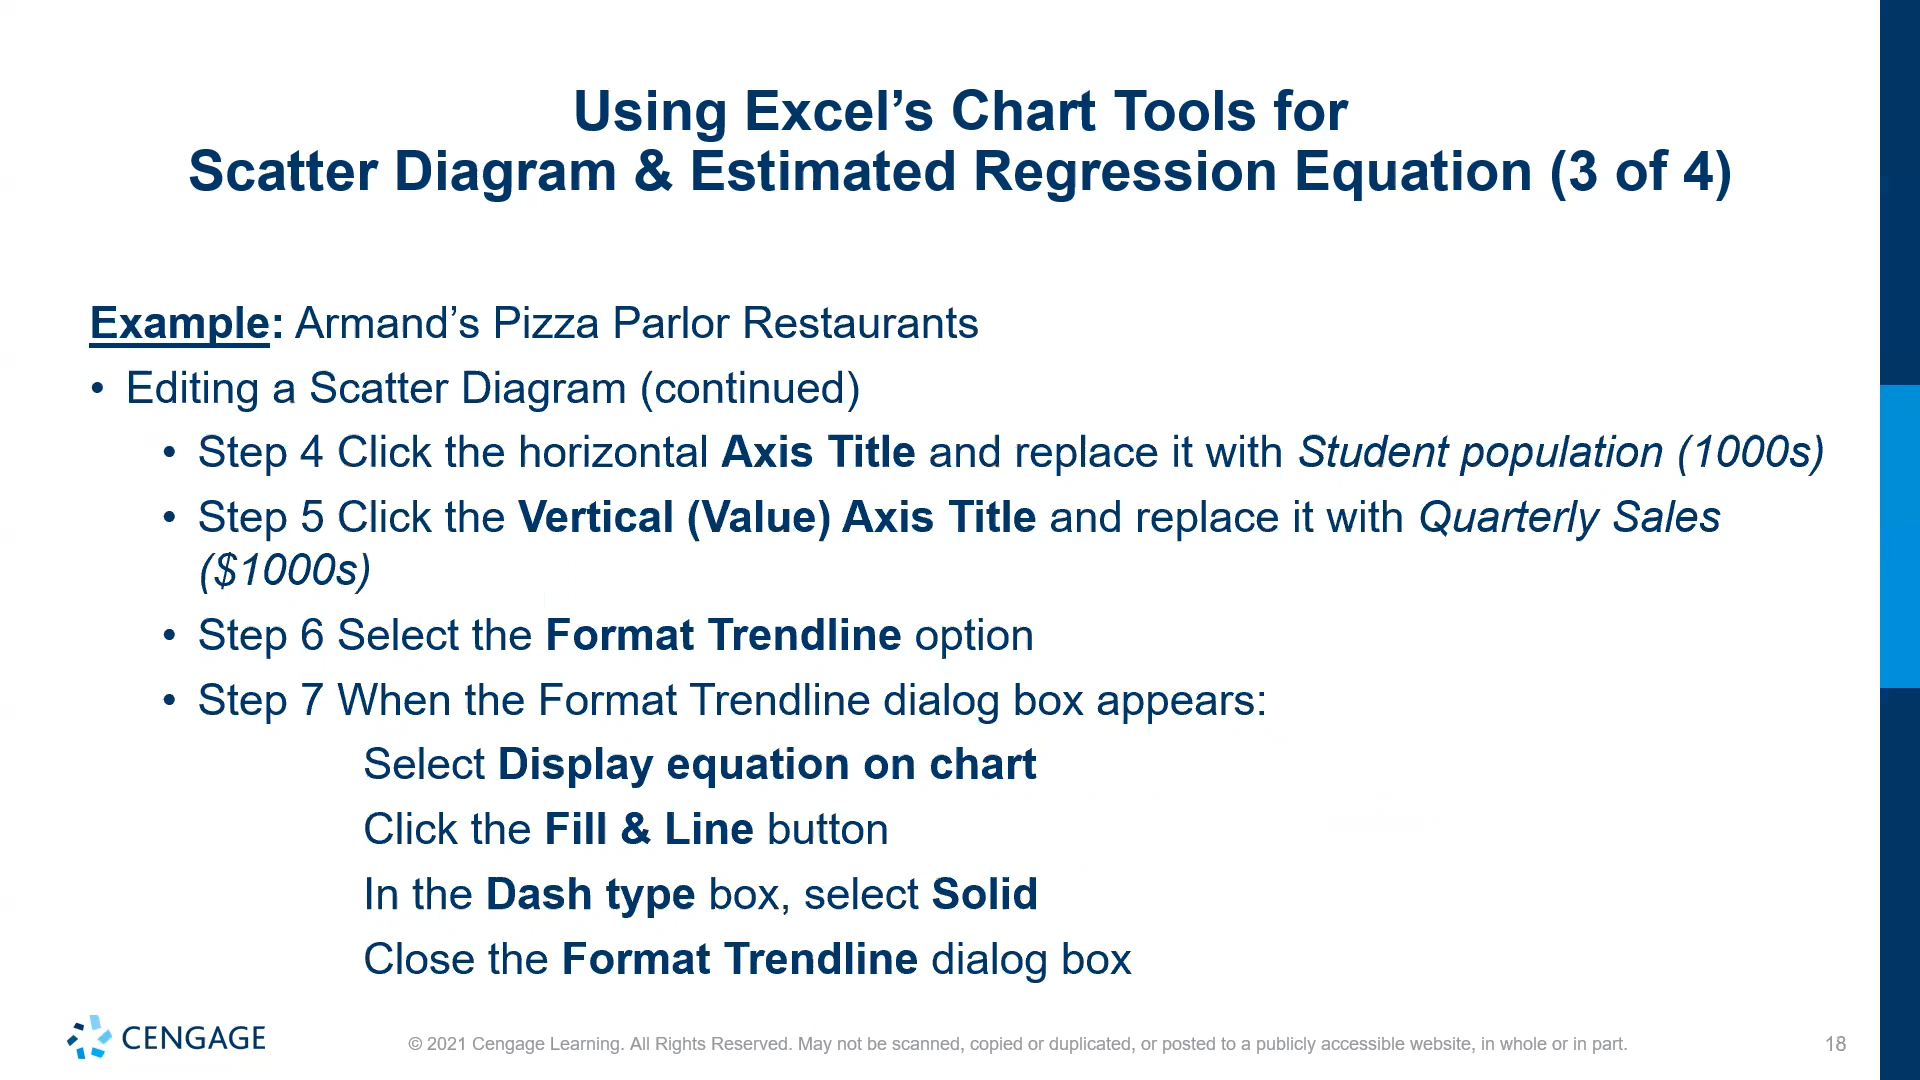 Using Excel’s Chart Tools for
Scatter Diagram & Estimated Regression Equation (3 of 4)
Example: Armand’s Pizza Parlor Restaurants
• Editing a Scatter Diagram (continued)
• Step 4 Click the horizontal Axis Title and replace it with Student population (1000s)
• Step 5 Click the Vertical (Value) Axis Title and replace it with Quarterly Sales
($1000s)
• Step 6 Select the Format Trendline option
• Step 7 When the Format Trendline dialog box appears:
Select Display equation on chart
Click the Fill & Line button
In the Dash type box, select Solid
Close the Format Trendline dialog box
CENGAGE
© 2021 Cengage Learning. All Rights Reserved. May not be scanned, copied or duplicated, or posted to a publicly accessible website, in whole or in part.
18